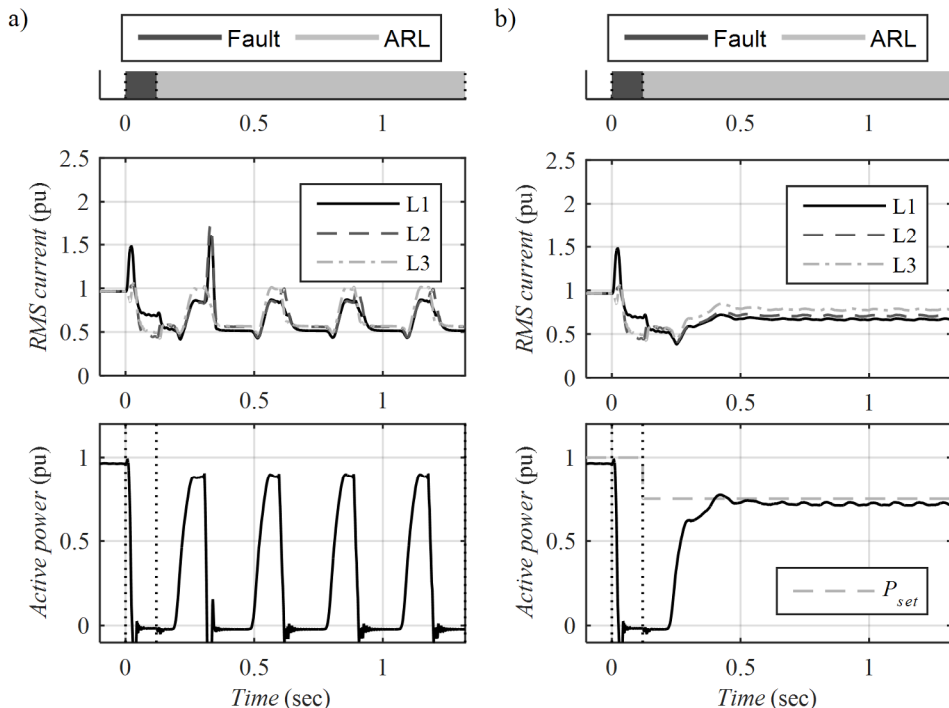 a)
Fault ARL
0 0.5 1
2.5
2
1.5
1
0.5
0
RMS current (pu)
L1
L2
L3
0 0.5 1
1
0.5
0
Active power (pu)
0 0.5 1
Time (sec)
b)
Fault ARL
0 0.5 1
2.5
2
1.5
1
0.5
0
RMS current (pu)
L1
L2
L3
0 0.5 1
1
0.5
0
Active power (pu)
Pset
0 0.5 1
Time (sec)